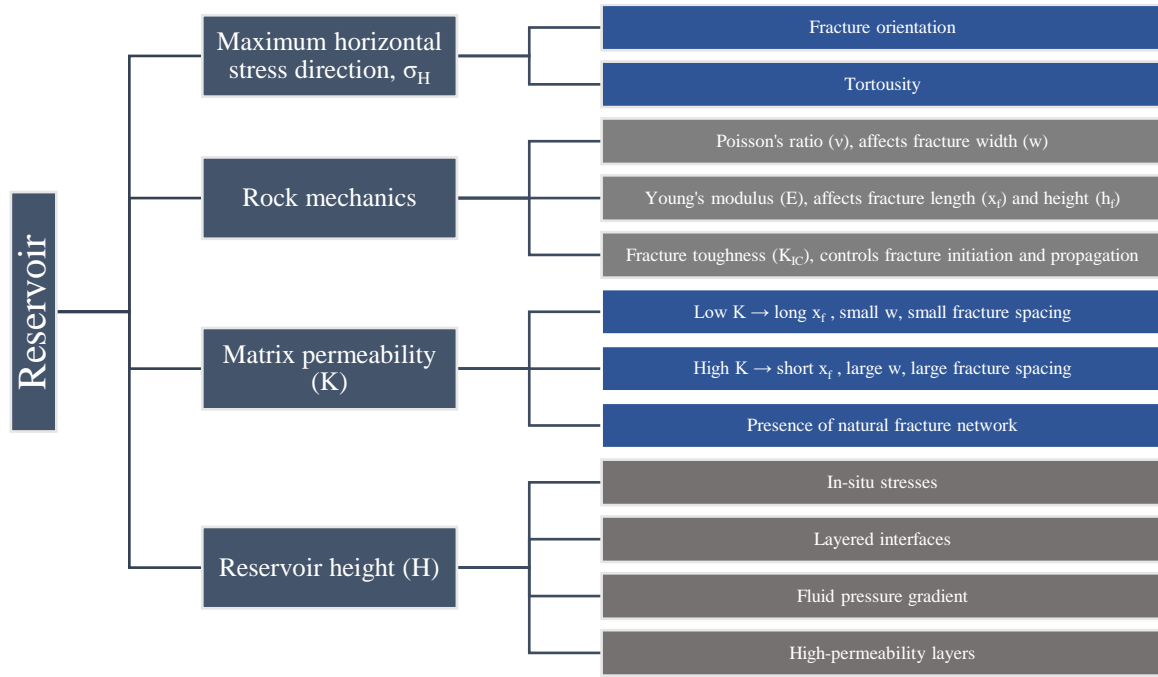 Reservoir
Maximum horizontal
stress direction, σH
Fracture orientation
Tortousity
Rock mechanics
Poisson's ratio (ν), affects fracture width (w)
Young's modulus (E), affects fracture length (xf) and height (hf)
Fracture toughness (KIC), controls fracture initiation and propagation
Matrix permeability
(K)
Low K → long xf , small w, small fracture spacing
High K → short xf , large w, large fracture spacing
Presence of natural fracture network
Reservoir height (H)
In-situ stresses
Layered interfaces
Fluid pressure gradient
High-permeability layers